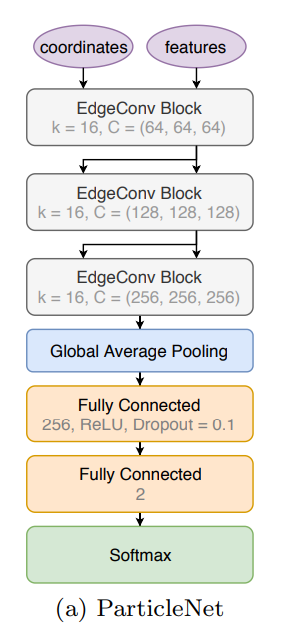 coordinates
features
EdgeConv Block
k = 16, C = (64, 64, 64)
EdgeConv Block
k = 16, C = (128, 128, 128)
EdgeConv Block
k = 16, C = (256, 256, 256)
Global Average Pooling
Fully Connected
256, ReLU, Dropout = 0.1
Fully Connected
2
Softmax
(a) ParticleNet